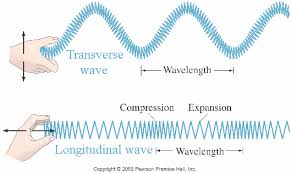 Transverse
wave
Wavelength
Compression Expansion
Longitudinal wave
Wavelength
Copyright © 2005 Pearson Prentice Hall, Inc.